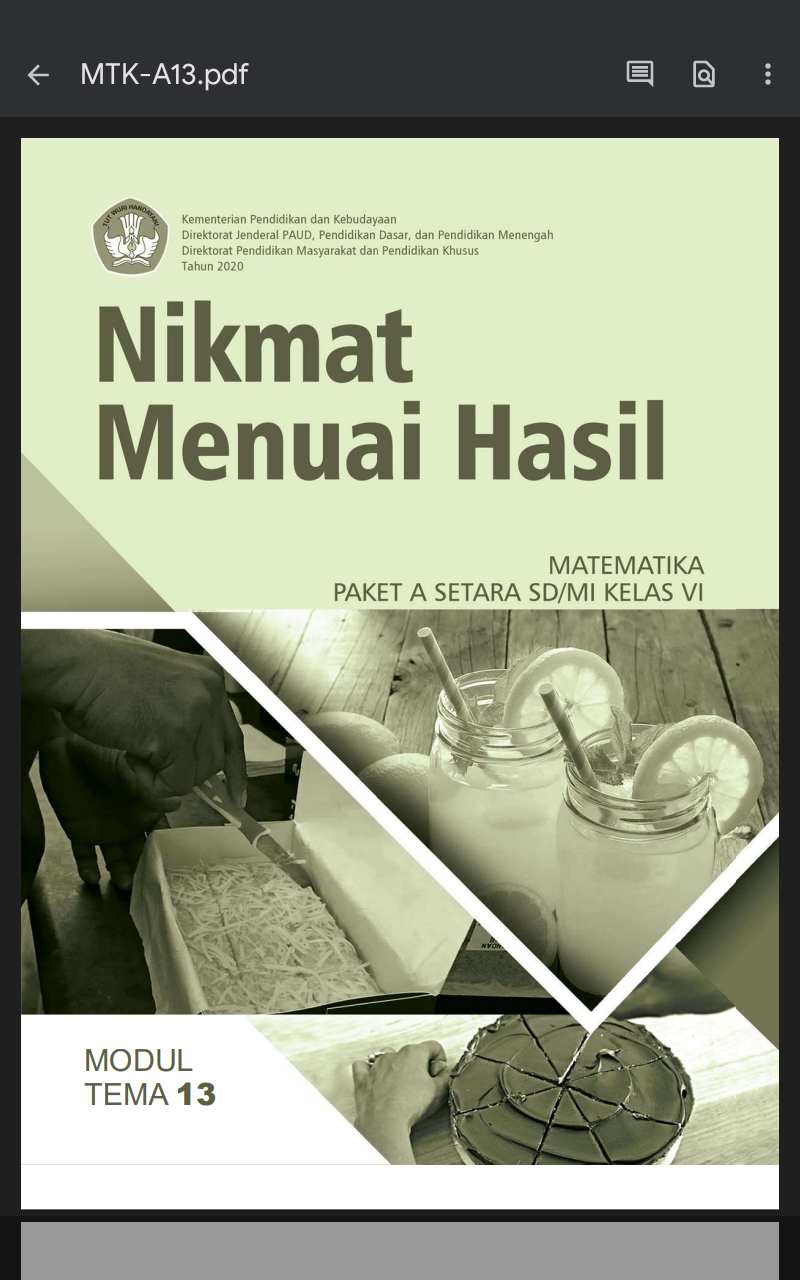 MTK-A13.pdf
TUT WURI HANDAYANI
Kementerian Pendidikan dan Kebudayaan
Direktorat Jenderal PAUD, Pendidikan Dasar, dan Pendidikan Menengah
Direktorat Pendidikan Masyarakat dan Pendidikan Khusus
Tahun 2020
Nikmat
Menuai Hasil
MATEMATIKA
PAKET A SETARA SD/MI KELAS VI
MODUL
TEMA 13